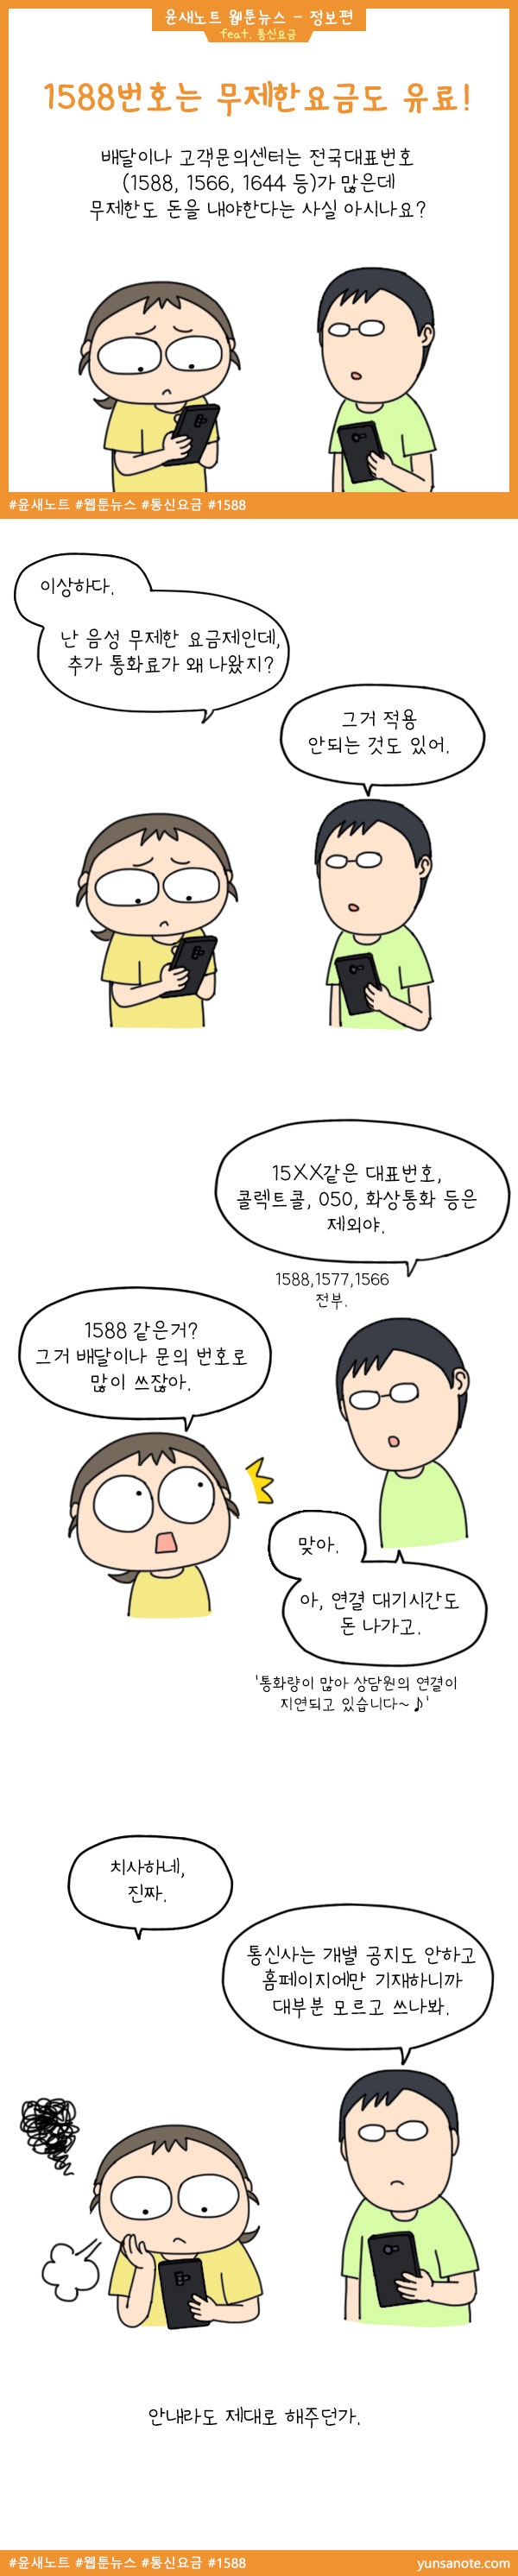 윤새노트 웹툰뉴스 - 정보편
feat. 통신요금
1588번호는 무제한요금도 유료!
배달이나 고객문의센터는 전국대표번호
(1588, 1566, 1644 등)가 많은데
무제한도 돈을 내야한다는 사실 아시나요?
#윤새노트 #웹툰뉴스 #통신요금 #1588
이상하다.
난 음성 무제한 요금제인데,
추가 통화료가 왜 나왔지?
그거 적용
안되는 것도 있어.
15XX같은 대표번호,
콜렉트콜, 050, 화상통화 등은
제외야.
1588,1577,1566
전부.
1588 같은거?
그거 배달이나 문의 번호로
많이 쓰잖아.
맞아.
아, 연결 대기시간도
돈 나가고.
'통화량이 많아 상담원의 연결이
지연되고 있습니다~♪'
치사하네,
진짜.
통신사는 개별 공지도 안하고
홈페이지에만 기재하니까
대부분 모르고 쓰나봐.
안내라도 제대로 해주던가.
#윤새노트 #웹툰뉴스 #통신요금 #1588
yunsanote.com